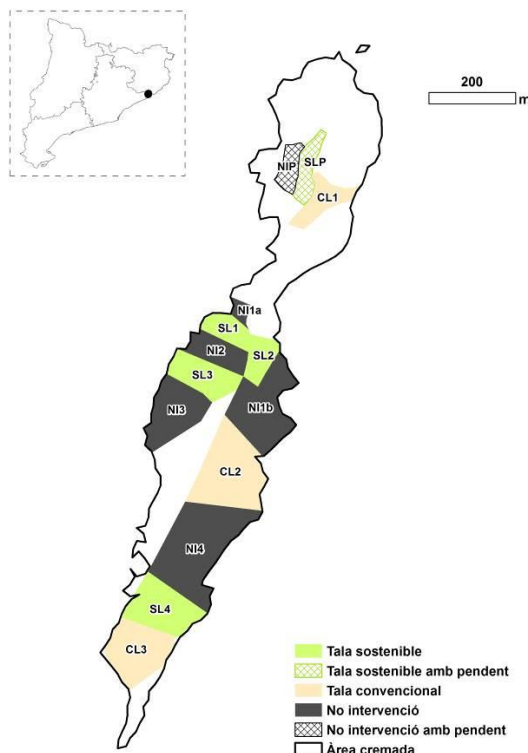 200
m
NIP
SLP
CL1
NI1a
SL1
NI2
SL2
SL3
NI3
NI1b
CL2
NI4
SL4
CL3
Tala sostenible
Tala sostenible amb pendent
Tala convencional
No intervenció
No intervenció amb pendent
Àrea cremada